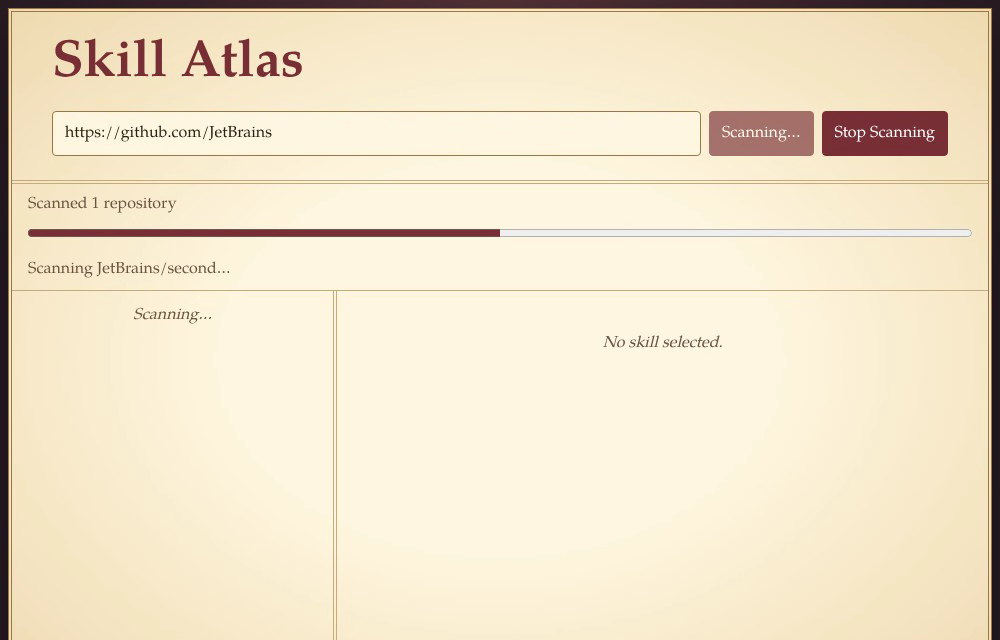 Skill Atlas
https://github.com/JetBrains
Scanning...
Stop Scanning
Scanned 1 repository
Scanning JetBrains/second...
Scanning...
No skill selected.